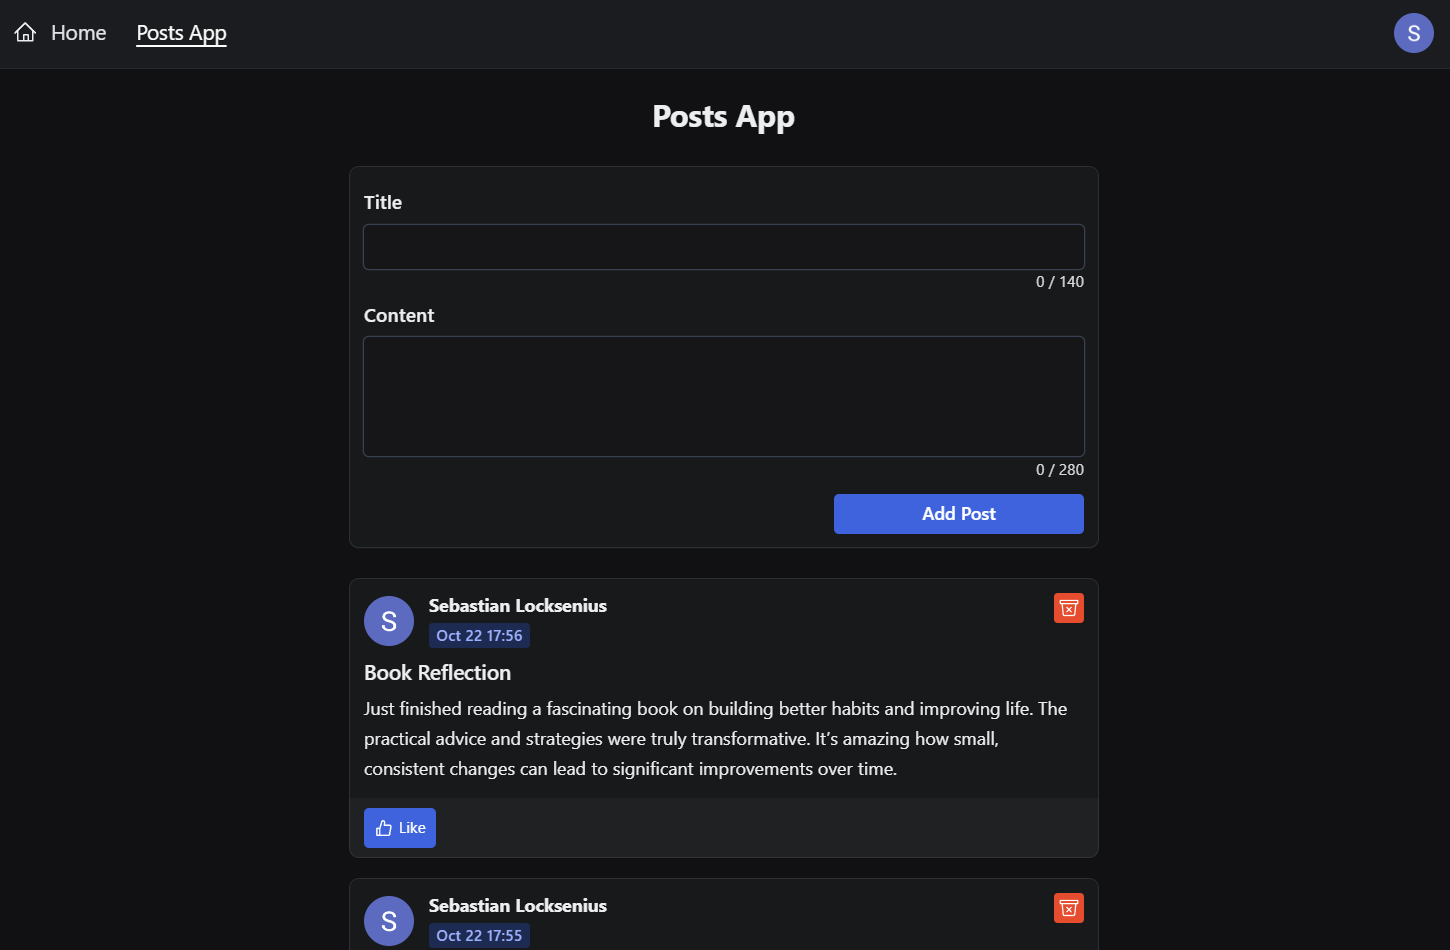 Home Posts App
S
Posts App
Title
0 / 140
Content
0 / 280
Add Post
S
Sebastian Locksenius
Oct 22 17:56
Book Reflection
Just finished reading a fascinating book on building better habits and improving life. The
practical advice and strategies were truly transformative. It’s amazing how small,
consistent changes can lead to significant improvements over time.
Like
S
Sebastian Locksenius
Oct 22 17:55